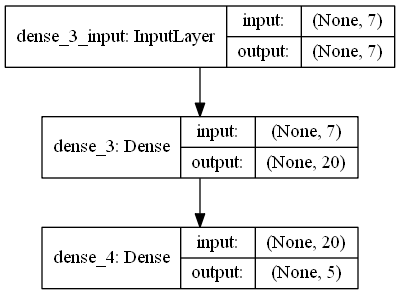 dense_3_input: InputLayer
input: (None, 7)
output: (None, 7)
dense_3: Dense
input: (None, 7)
output: (None, 20)
dense_4: Dense
input: (None, 20)
output: (None, 5)